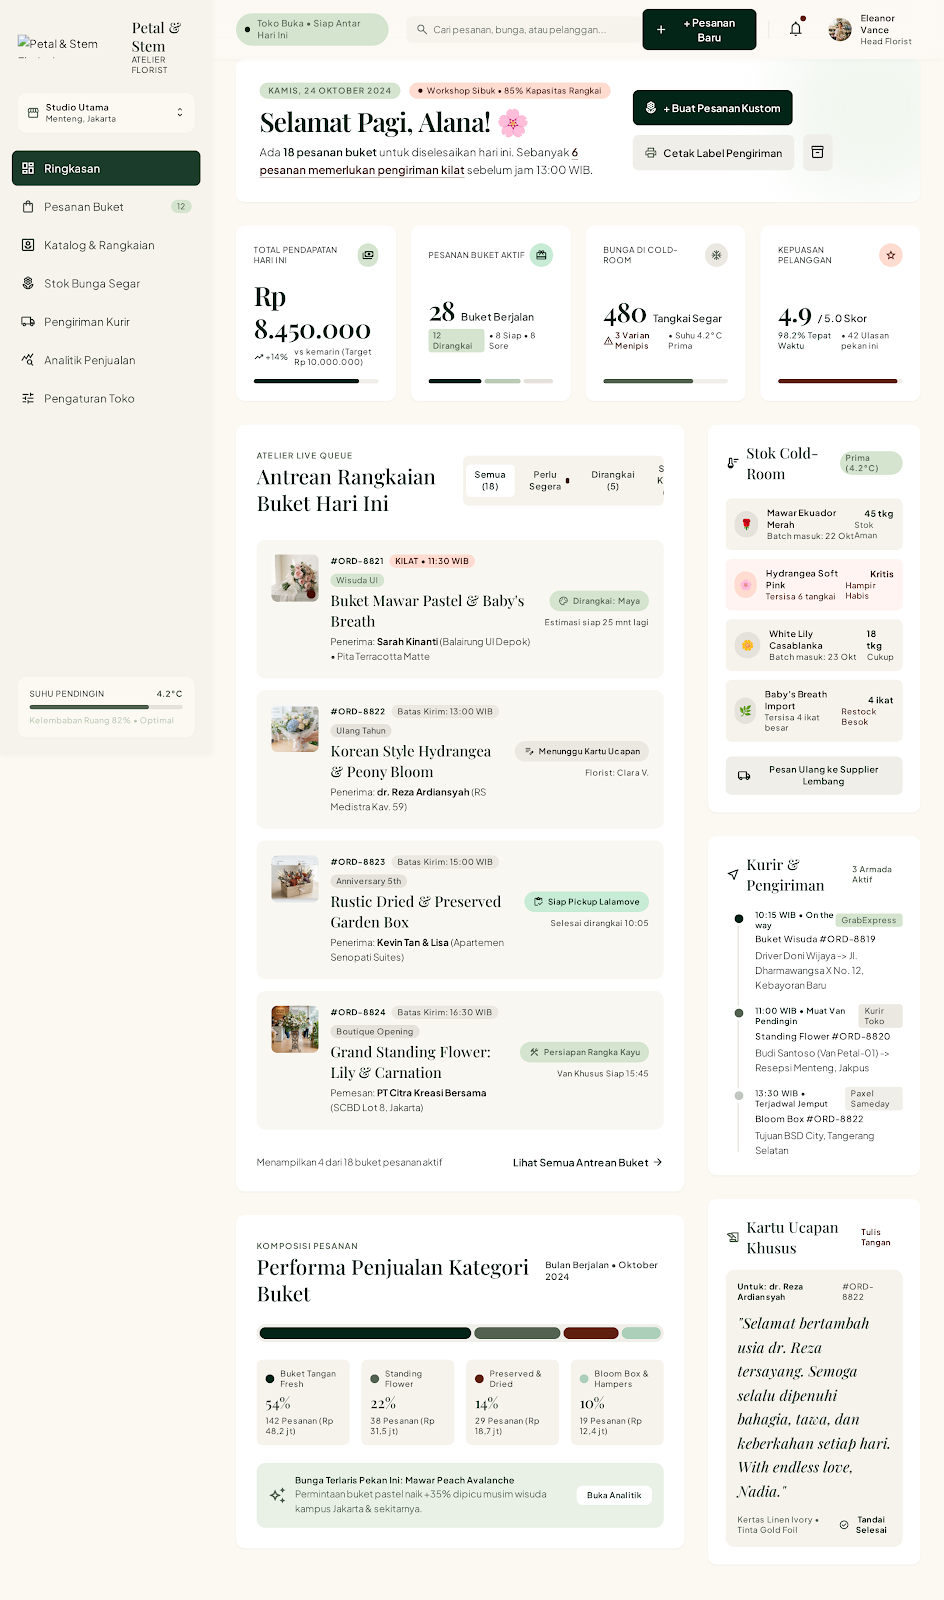 Petal & Stem
Petal &
Stem
ATELIER
FLORIST
Studio Utama
Menteng, Jakarta
Ringkasan
Pesanan Buket
12
Katalog & Rangkaian
Stok Bunga Segar
Pengiriman Kurir
Analitik Penjualan
Pengaturan Toko
SUHU PENDINGIN
4.2°C
Kelembaban Ruang 82% • Optimal
Toko Buka • Siap Antar
Hari Ini
Cari pesanan, bunga, atau pelanggan...
+ Pesanan
Baru
Eleanor
Vance
Head Florist
KAMIS, 24 OKTOBER 2024
Workshop Sibuk • 85% Kapasitas Rangkai
Selamat Pagi, Alana! 🌸
Ada 18 pesanan buket untuk diselesaikan hari ini. Sebanyak 6
pesanan memerlukan pengiriman kilat sebelum jam 13:00 WIB.
+ Buat Pesanan Kustom
Cetak Label Pengiriman
TOTAL PENDAPATAN
HARI INI
Rp
8.450.000
+14%
vs kemarin (Target
Rp 10.000.000)
PESANAN BUKET AKTIF
28 Buket Berjalan
12
Dirangkai
• 8 Siap • 8
Sore
BUNGA DI COLD-
ROOM
480 Tangkai Segar
3 Varian
Menipis
• Suhu 4.2°C
Prima
KEPUASAN
PELANGGAN
4.9 / 5.0 Skor
98.2% Tepat
Waktu
• 42 Ulasan
pekan ini
ATELIER LIVE QUEUE
Antrean Rangkaian
Buket Hari Ini
Semua
(18)
Perlu
Segera
Dirangkai
(5)
#ORD-8821
KILAT • 11:30 WIB
Wisuda UI
Buket Mawar Pastel & Baby's
Breath
Penerima: Sarah Kinanti (Balairung UI Depok)
• Pita Terracotta Matte
Dirangkai: Maya
Estimasi siap 25 mnt lagi
#ORD-8822
Batas Kirim: 13:00 WIB
Ulang Tahun
Korean Style Hydrangea
& Peony Bloom
Penerima: dr. Reza Ardiansyah (RS
Medistra Kav. 59)
Menunggu Kartu Ucapan
Florist: Clara V.
#ORD-8823
Batas Kirim: 15:00 WIB
Anniversary 5th
Rustic Dried & Preserved
Garden Box
Penerima: Kevin Tan & Lisa (Apartemen
Senopati Suites)
Siap Pickup Lalamove
Selesai dirangkai 10:05
#ORD-8824
Batas Kirim: 16:30 WIB
Boutique Opening
Grand Standing Flower:
Lily & Carnation
Pemesan: PT Citra Kreasi Bersama
(SCBD Lot 8, Jakarta)
Persiapan Rangka Kayu
Van Khusus Siap 15:45
Menampilkan 4 dari 18 buket pesanan aktif
Lihat Semua Antrean Buket →
KOMPOSISI PESANAN
Performa Penjualan Kategori
Buket
Bulan Berjalan • Oktober
2024
Buket Tangan
Fresh
54%
142 Pesanan (Rp
48,2 jt)
Standing
Flower
22%
38 Pesanan (Rp
31,5 jt)
Preserved &
Dried
14%
29 Pesanan (Rp
18,7 jt)
Bloom Box &
Hampers
10%
19 Pesanan (Rp
12,4 jt)
Bunga Terlaris Pekan Ini: Mawar Peach Avalanche
Permintaan buket pastel naik +35% dipicu musim wisuda
kampus Jakarta & sekitarnya.
Buka Analitik
Stok Cold-
Room
Prima
(4.2°C)
Mawar Ekuador
Merah
Batch masuk: 22 Okt
45 tkg
Stok
Aman
Hydrangea Soft
Pink
Tersisa 6 tangkai
Kritis
Hampir
Habis
White Lily
Casablanka
Batch masuk: 23 Okt
18
tkg
Cukup
Baby's Breath
Import
Tersisa 4 ikat
besar
4 ikat
Restock
Besok
Pesan Ulang ke Supplier
Lembang
Kurir &
Pengiriman
3 Armada
Aktif
10:15 WIB • On the
way
GrabExpress
Buket Wisuda #ORD-8819
Driver Doni Wijaya -> Jl.
Dharmawangsa X No. 12,
Kebayoran Baru
11:00 WIB • Muat Van
Pendingin
Kurir
Toko
Standing Flower #ORD-8820
Budi Santoso (Van Petal-01) ->
Resepsi Menteng, Jakpus
13:30 WIB •
Terjadwal Jemput
Paxel
Sameday
Bloom Box #ORD-8822
Tujuan BSD City, Tangerang
Selatan
Kartu Ucapan
Khusus
Tulis
Tangan
Untuk: dr. Reza
Ardiansyah
#ORD-
8822
"Selamat bertambah
usia dr. Reza
tersayang. Semoga
selalu dipenuhi
bahagia, tawa, dan
keberkahan setiap hari.
With endless love,
Nadia."
Kertas Linen Ivory •
Tinta Gold Foil
Tandai
Selesai